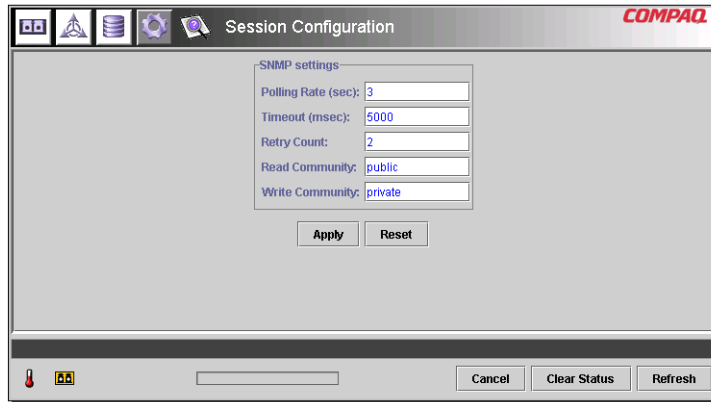 Session Configuration
COMPAQ
SNMP settings
Polling Rate (sec): 3
Timeout (msec): 5000
Retry Count: 2
Read Community: public
Write Community: private
Apply Reset
Cancel Clear Status Refresh